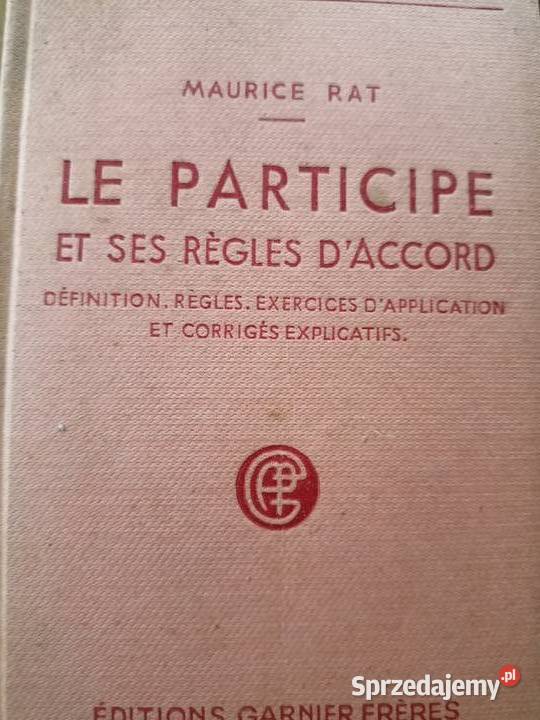 MAURICE RAT
LE PARTICIPE
ET SES RÈGLES D'ACCORD
DÉFINITION. RÈGLES. EXERCICES D'APPLICATION
ET CORRIGÉS EXPLICATIFS.
ÉDITIONS GARNIER FRÈRES
Sprzedajemy.pl